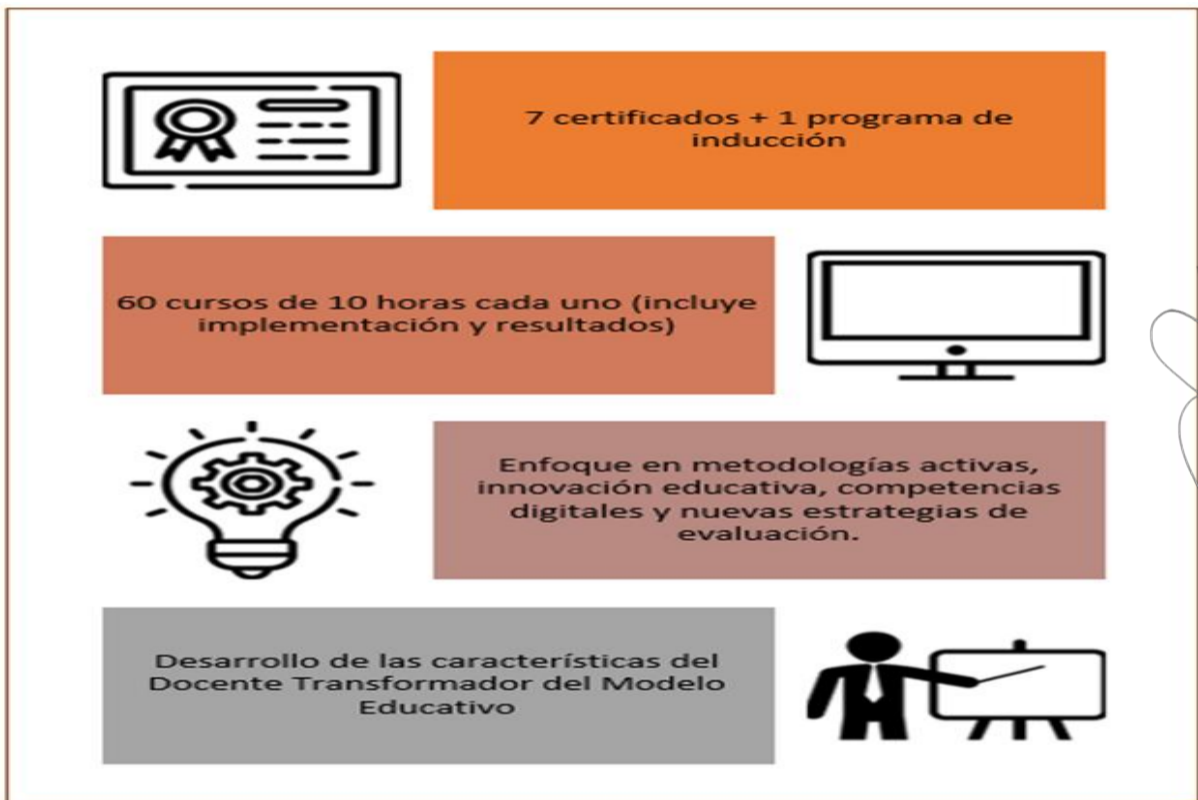 7 certificados + 1 programa de
inducción
60 cursos de 10 horas cada uno (incluye
implementación y resultados)
Enfoque en metodologías activas,
innovación educativa, competencias
digitales y nuevas estrategias de
evaluación.
Desarrollo de las características del
Docente Transformador del Modelo
Educativo